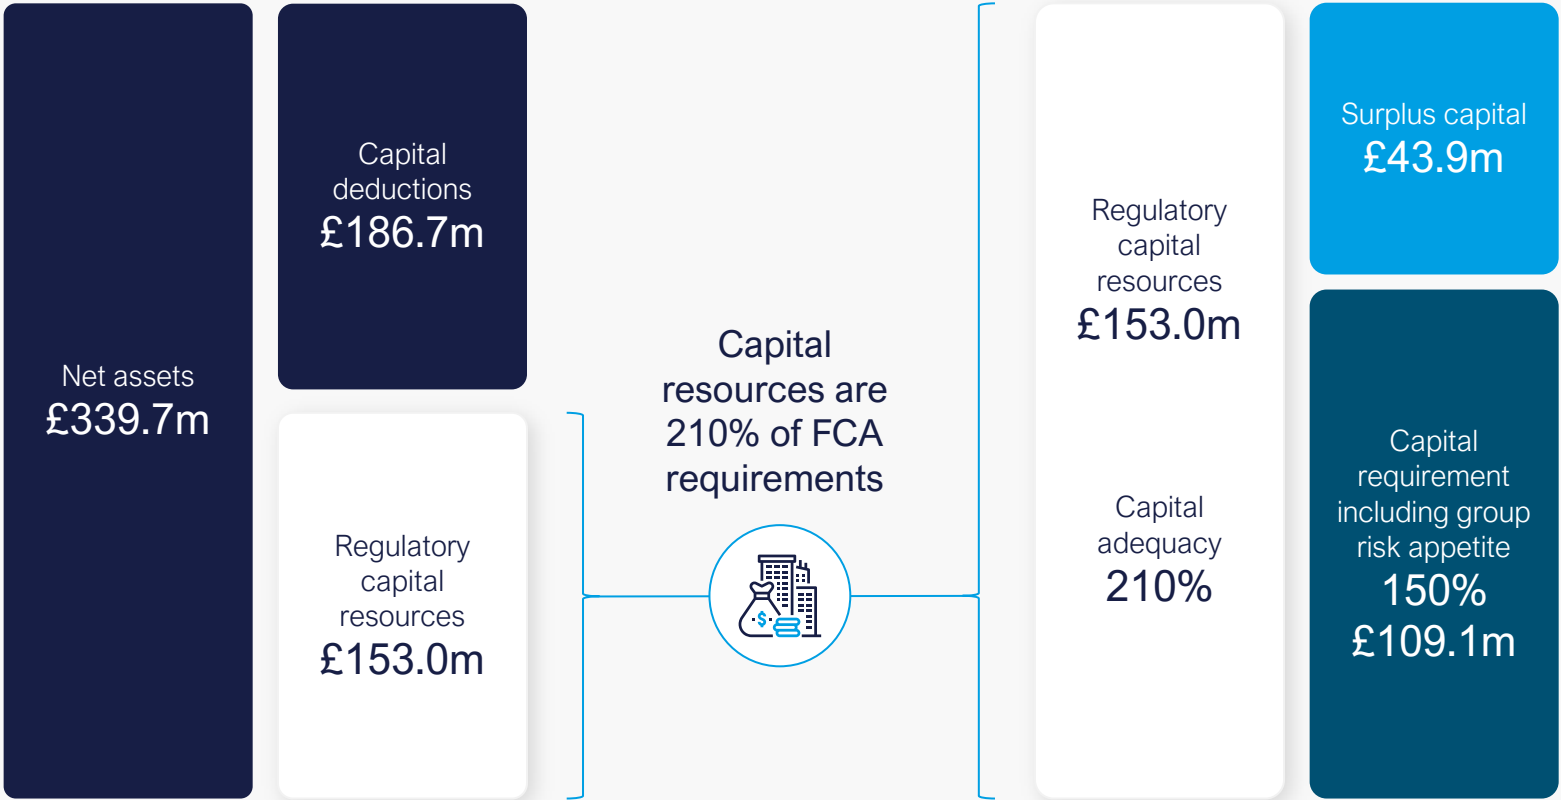 Net assets
£339.7m
Capital
deductions
£186.7m
Regulatory
capital
resources
£153.0m
Capital
resources are
210% of FCA
requirements
$
Regulatory
capital
resources
£153.0m
Capital
adequacy
210%
Surplus capital
£43.9m
Capital
requirement
including group
risk appetite
150%
£109.1m